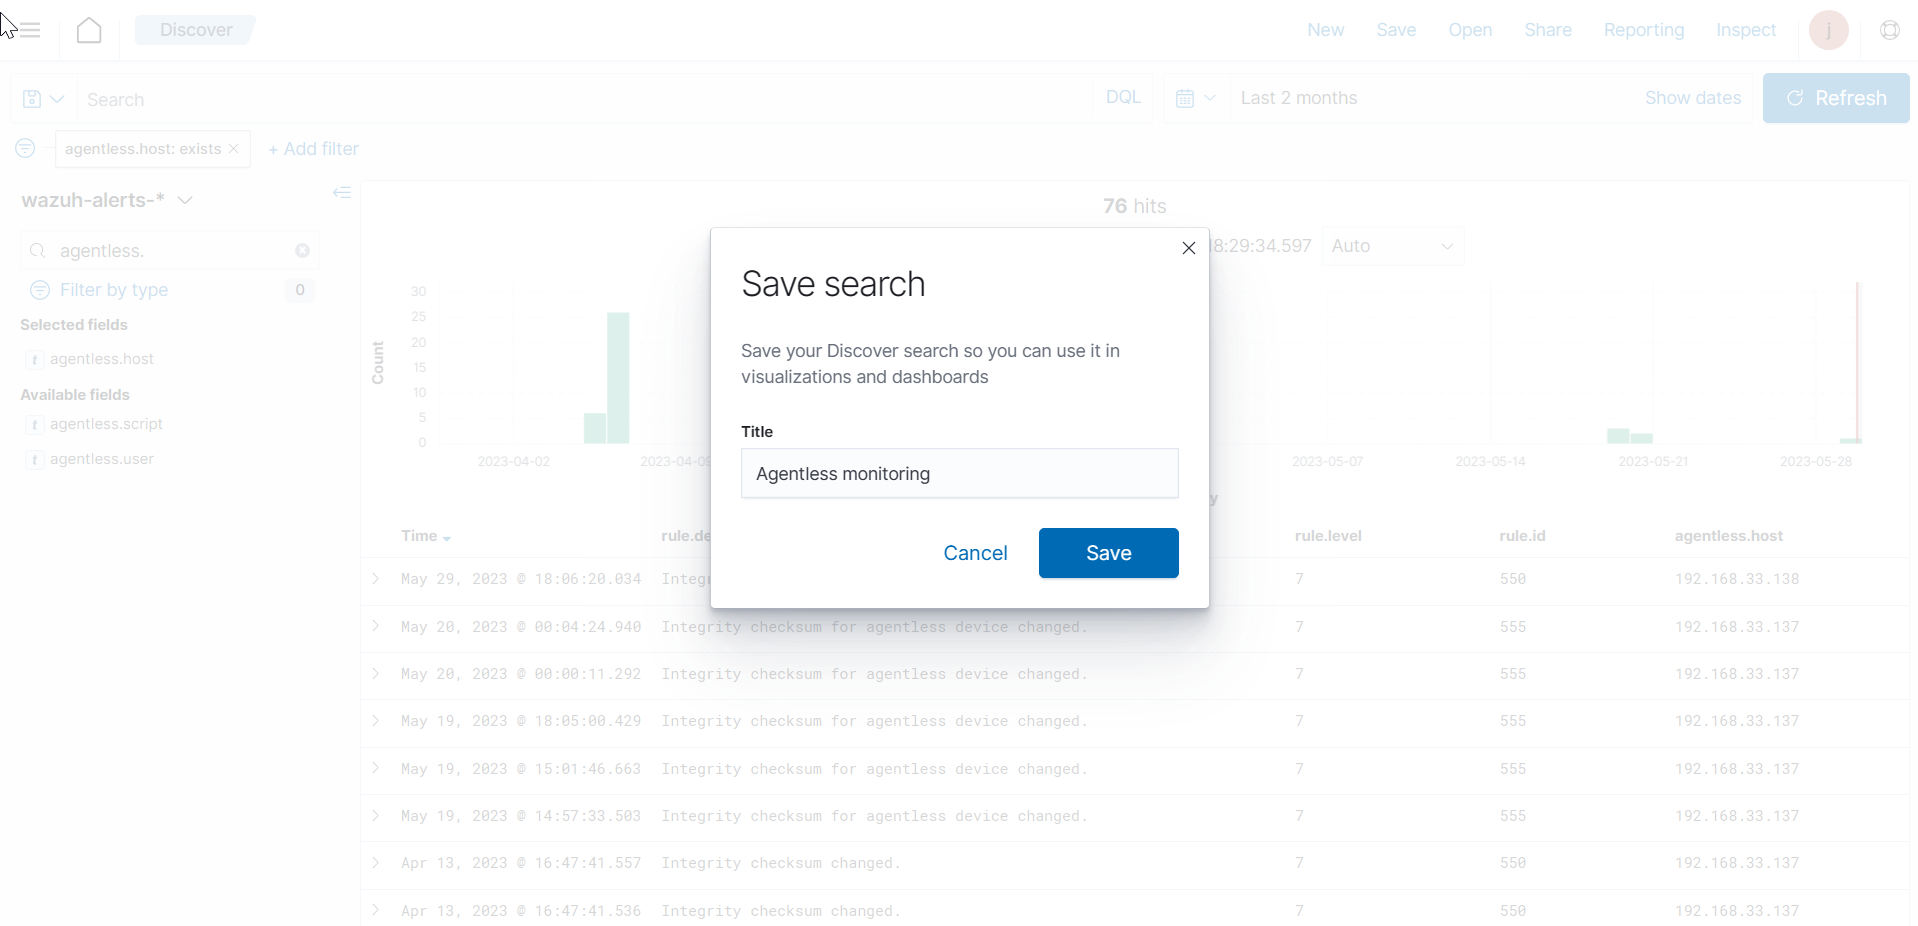 Discover
New Save Open Share Reporting Inspect j
Search DQL Last 2 months Show dates Refresh
agentless.host: exists + Add filter
wazuh-alerts-*
76 hits
agentless.
18:29:34.597 Auto
Filter by type 0
Selected fields
t agentless.host
Available fields
t agentless.script
t agentless.user
Count
30
25
20
15
10
5
0
2023-04-02 2023-04-09 2023-05-07 2023-05-14 2023-05-21 2023-05-28
Save search
Save your Discover search so you can use it in
visualizations and dashboards
Title
Agentless monitoring
Cancel Save
Time rule.de rule.level rule.id agentless.host
May 29, 2023 @ 18:06:20.034 Integr 7 550 192.168.33.138
May 20, 2023 @ 00:04:24.940 Integrity checksum for agentless device changed. 7 555 192.168.33.137
May 20, 2023 @ 00:00:11.292 Integrity checksum for agentless device changed. 7 555 192.168.33.137
May 19, 2023 @ 18:05:00.429 Integrity checksum for agentless device changed. 7 555 192.168.33.137
May 19, 2023 @ 15:01:46.663 Integrity checksum for agentless device changed. 7 555 192.168.33.137
May 19, 2023 @ 14:57:33.503 Integrity checksum for agentless device changed. 7 555 192.168.33.137
Apr 13, 2023 @ 16:47:41.557 Integrity checksum changed. 7 550 192.168.33.137
Apr 13, 2023 @ 16:47:41.536 Integrity checksum changed. 7 550 192.168.33.137